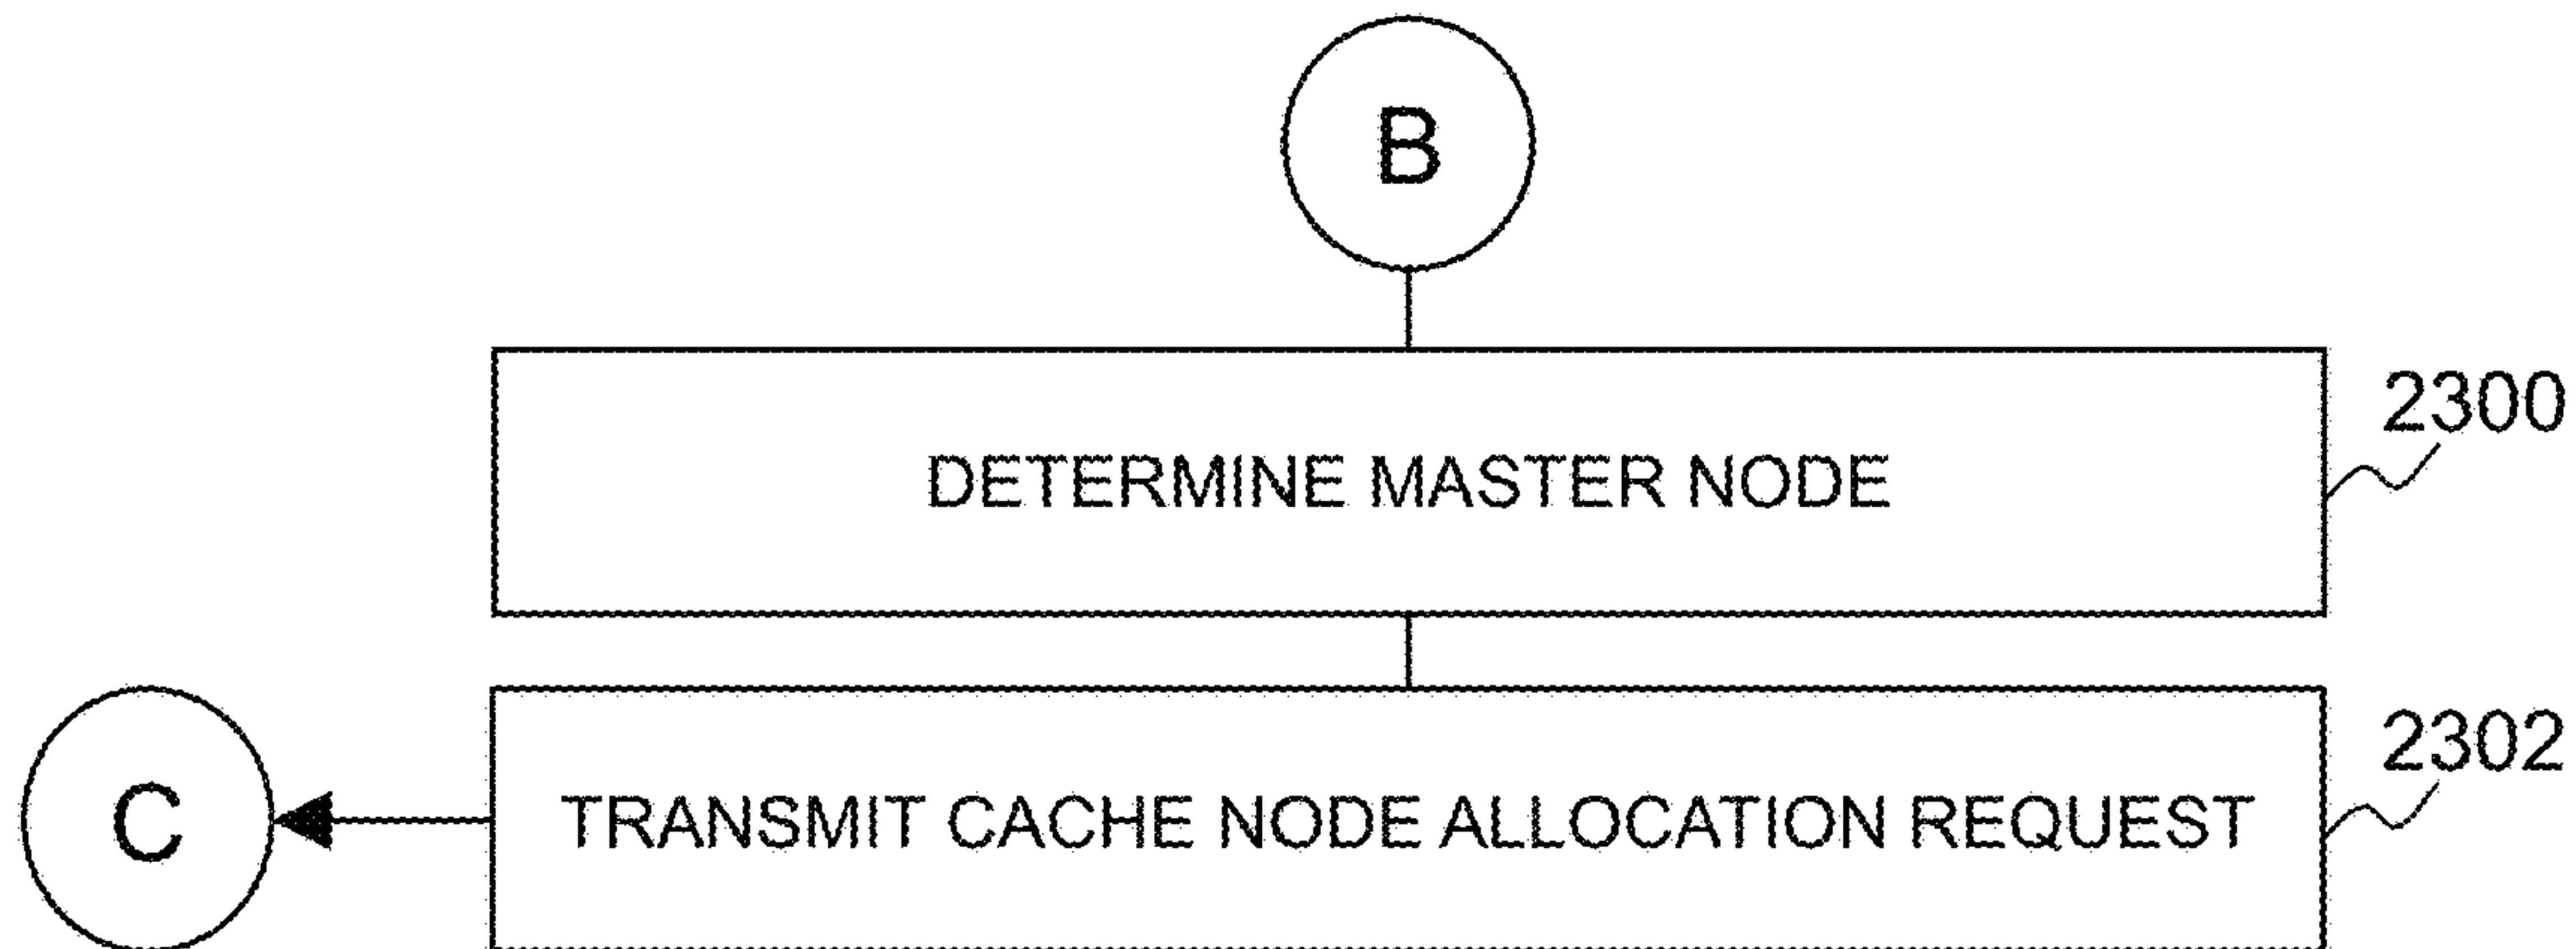 B
2300
DETERMINE MASTER NODE
2302
C
TRANSMIT CACHE NODE ALLOCATION REQUEST